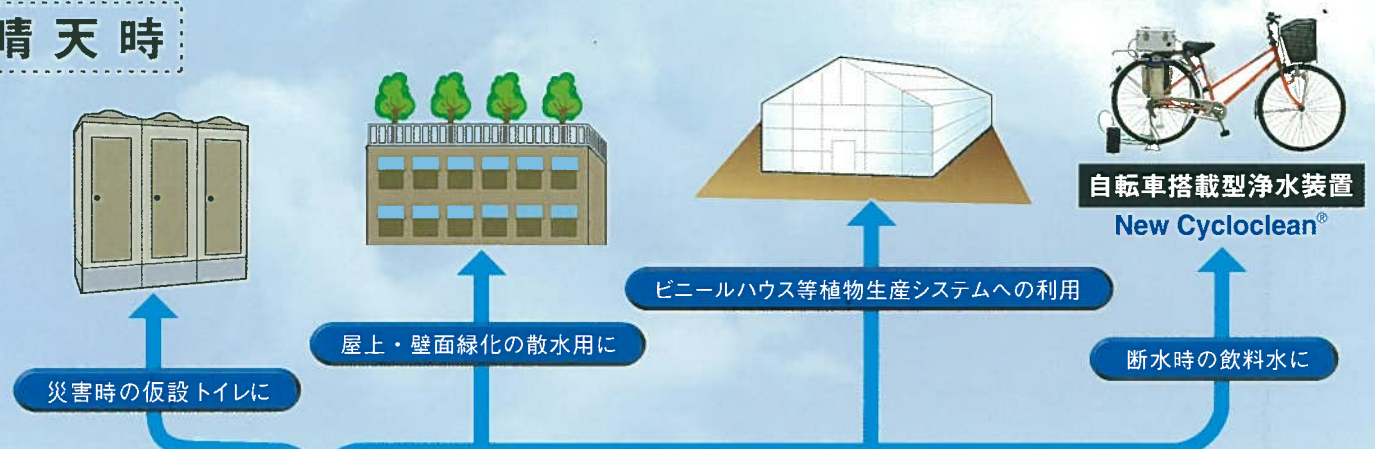 晴天時
自転車搭載型浄水装置
New Cycloclean®
ビニールハウス等植物生産システムへの利用
屋上・壁面緑化の散水用に
断水時の飲料水に
災害時の仮設トイレに